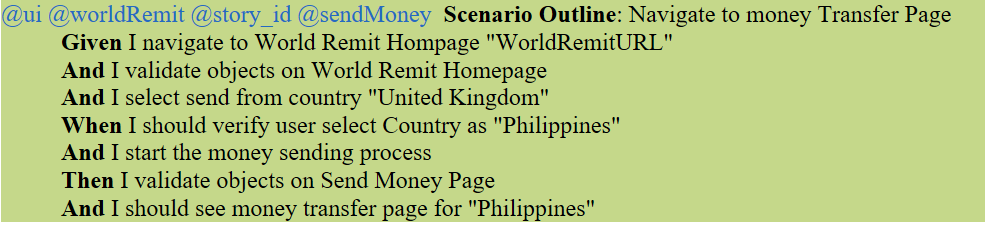 @ui @worldRemit @story_id @sendMoney Scenario Outline: Navigate to money Transfer Page
Given I navigate to World Remit Hompage "WorldRemitURL"
And I validate objects on World Remit Homepage
And I select send from country "United Kingdom"
When I should verify user select Country as "Philippines"
And I start the money sending process
Then I validate objects on Send Money Page
And I should see money transfer page for "Philippines"